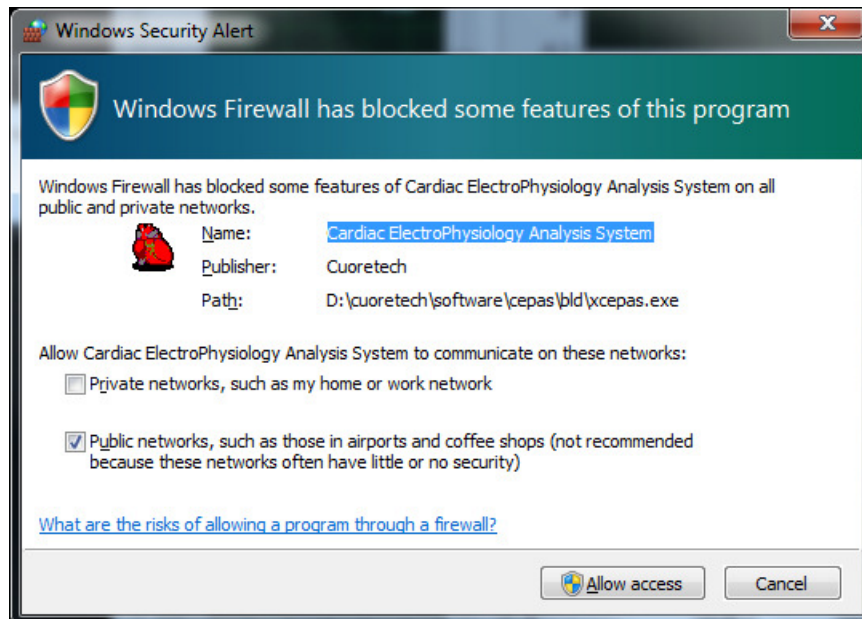 Windows Security Alert
Windows Firewall has blocked some features of this program
Windows Firewall has blocked some features of Cardiac ElectroPhysiology Analysis System on all
public and private networks.
Name: Cardiac ElectroPhysiology Analysis System
Publisher: Cuoretech
Path: D:\cuoretech\software\cepas\bld\xcepas.exe
Allow Cardiac ElectroPhysiology Analysis System to communicate on these networks:
Private networks, such as my home or work network
Public networks, such as those in airports and coffee shops (not recommended
because these networks often have little or no security)
What are the risks of allowing a program through a firewall?
Allow access Cancel